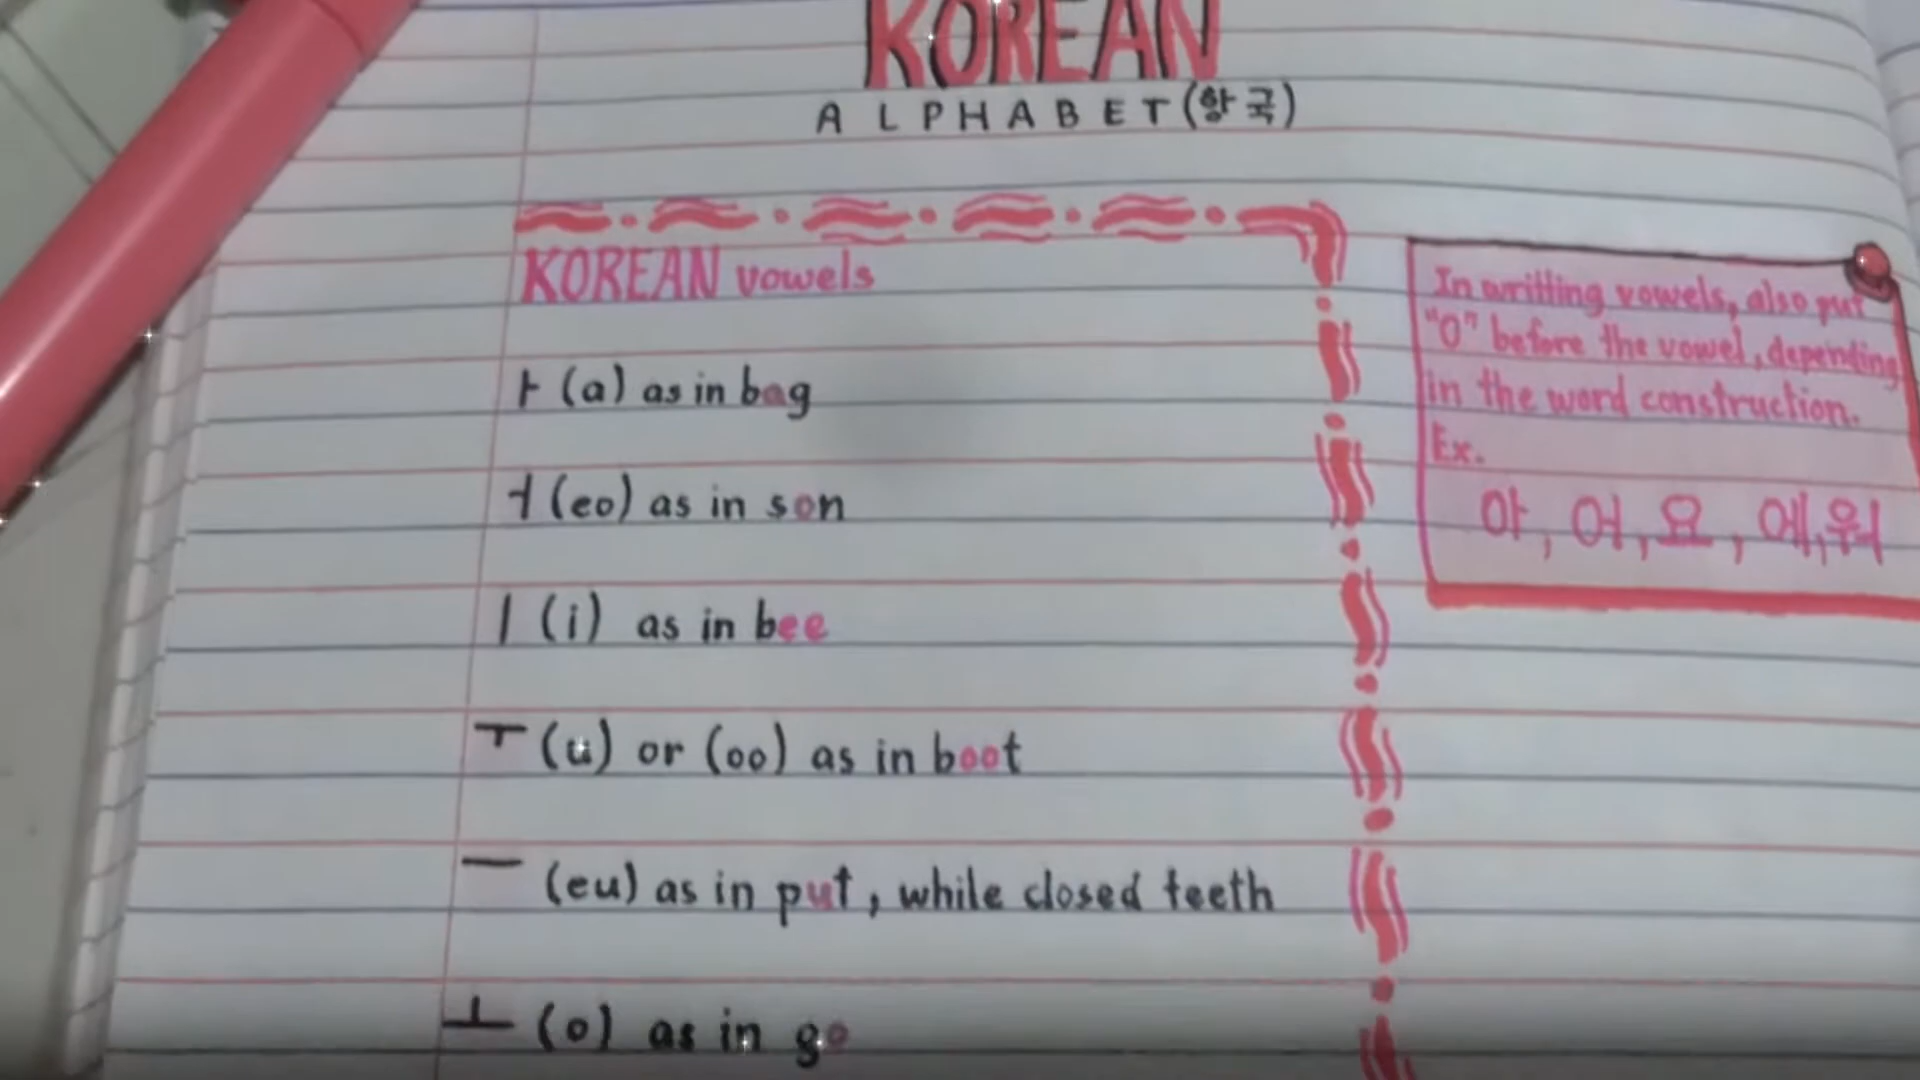 KOREAN
ALPHABET (항국)
KOREAN vowels
ㅏ (a) as in bag
ㅓ (eo) as in son
ㅣ (i) as in bee
ㅜ (u) or (oo) as in boot
ㅡ (eu) as in put, while closed teeth
ㅗ (o) as in go
In writting vowels, also put
"O" before the vowel, depending
in the word construction.
Ex.
아, 어, 요, 에, 워